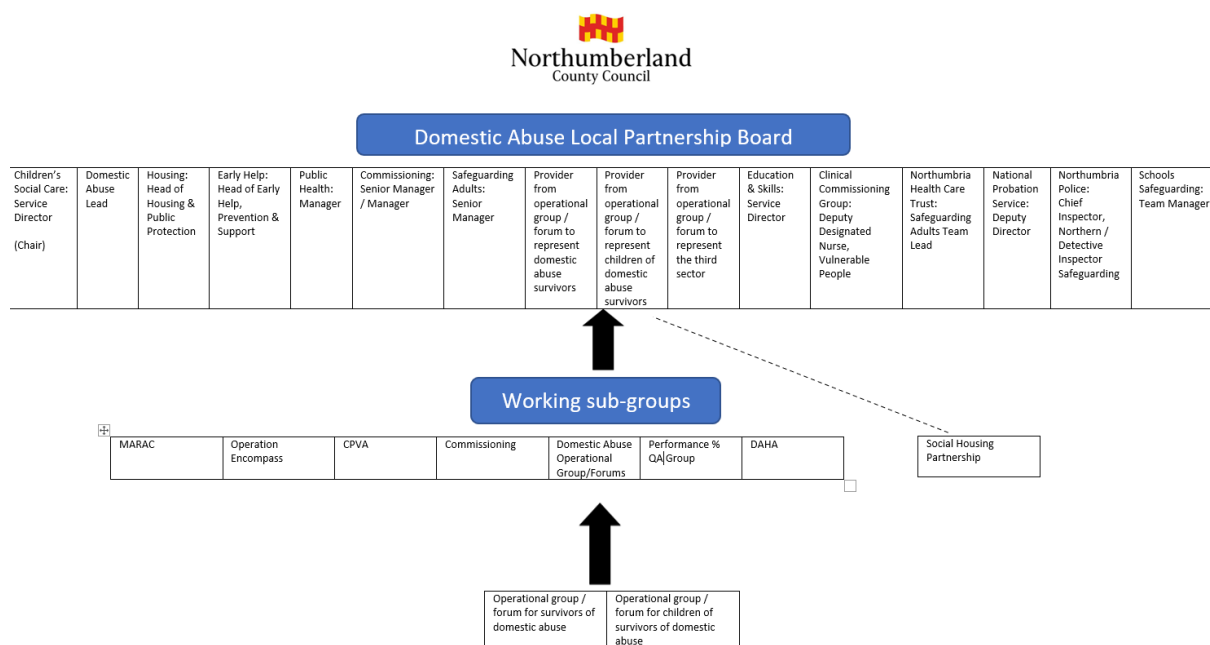 Northumberland
County Council
Domestic Abuse Local Partnership Board
Children's
Social Care:
Service
Director
(Chair)
Domestic
Abuse
Lead
Housing:
Head of
Housing &
Public
Protection
Early Help:
Head of Early
Help,
Prevention &
Support
Public
Health:
Manager
Commissioning:
Senior Manager
/ Manager
Safeguarding
Adults:
Senior
Manager
Provider
from
operational
group /
forum to
represent
domestic
abuse
survivors
Provider
from
operational
group /
forum to
represent
children of
domestic
abuse
survivors
Provider
from
operational
group /
forum to
represent
the third
sector
Education
& Skills:
Service
Director
Clinical
Commissioning
Group:
Deputy
Designated
Nurse,
Vulnerable
People
Northumbria
Health Care
Trust:
Safeguarding
Adults Team
Lead
National
Probation
Service:
Deputy
Director
Northumbria
Police:
Chief
Inspector,
Northern /
Detective
Inspector
Safeguarding
Schools
Safeguarding:
Team Manager
Working sub-groups
MARAC
Operation
Encompass
CPVA
Commissioning
Domestic Abuse
Operational
Group/Forums
Performance %
QA Group
DAHA
Social Housing
Partnership
Operational group /
forum for survivors of
domestic abuse
Operational group /
forum for children of
survivors of domestic
abuse